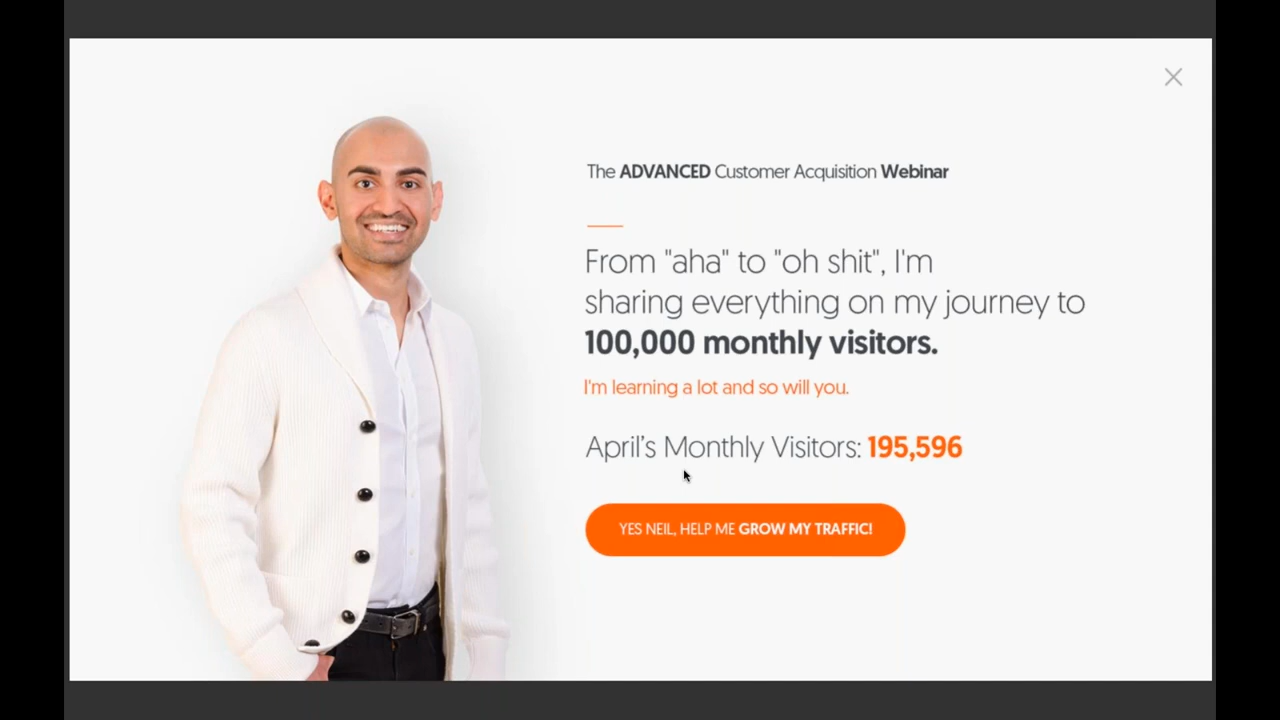 The ADVANCED Customer Acquisition Webinar
From "aha" to "oh shit", I'm
sharing everything on my journey to
100,000 monthly visitors.
I'm learning a lot and so will you.
April's Monthly Visitors: 195,596
YES NEIL, HELP ME GROW MY TRAFFIC!